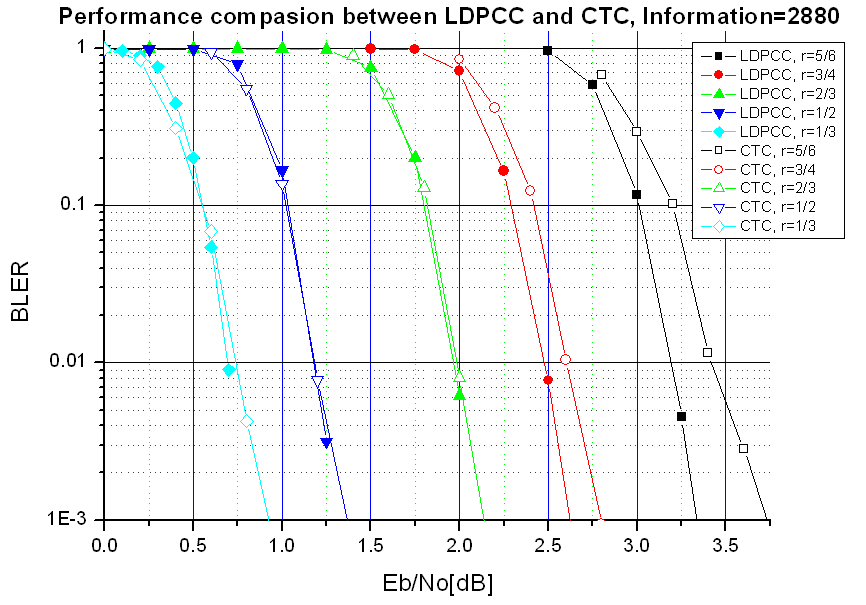 Performance compasion between LDPCC and CTC, Information=2880
1
0.1
0.01
1E-3
BLER
LDPCC, r=5/6
LDPCC, r=3/4
LDPCC, r=2/3
LDPCC, r=1/2
LDPCC, r=1/3
CTC, r=5/6
CTC, r=3/4
CTC, r=2/3
CTC, r=1/2
CTC, r=1/3
0.0 0.5 1.0 1.5 2.0 2.5 3.0 3.5
Eb/No[dB]